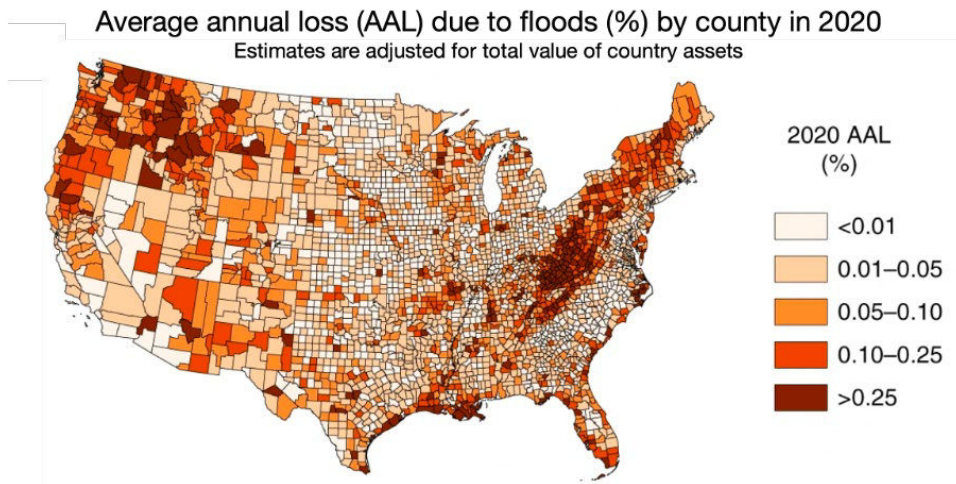 Average annual loss (AAL) due to floods (%) by county in 2020
Estimates are adjusted for total value of country assets
2020 AAL
(%)
<0.01
0.01–0.05
0.05–0.10
0.10–0.25
>0.25